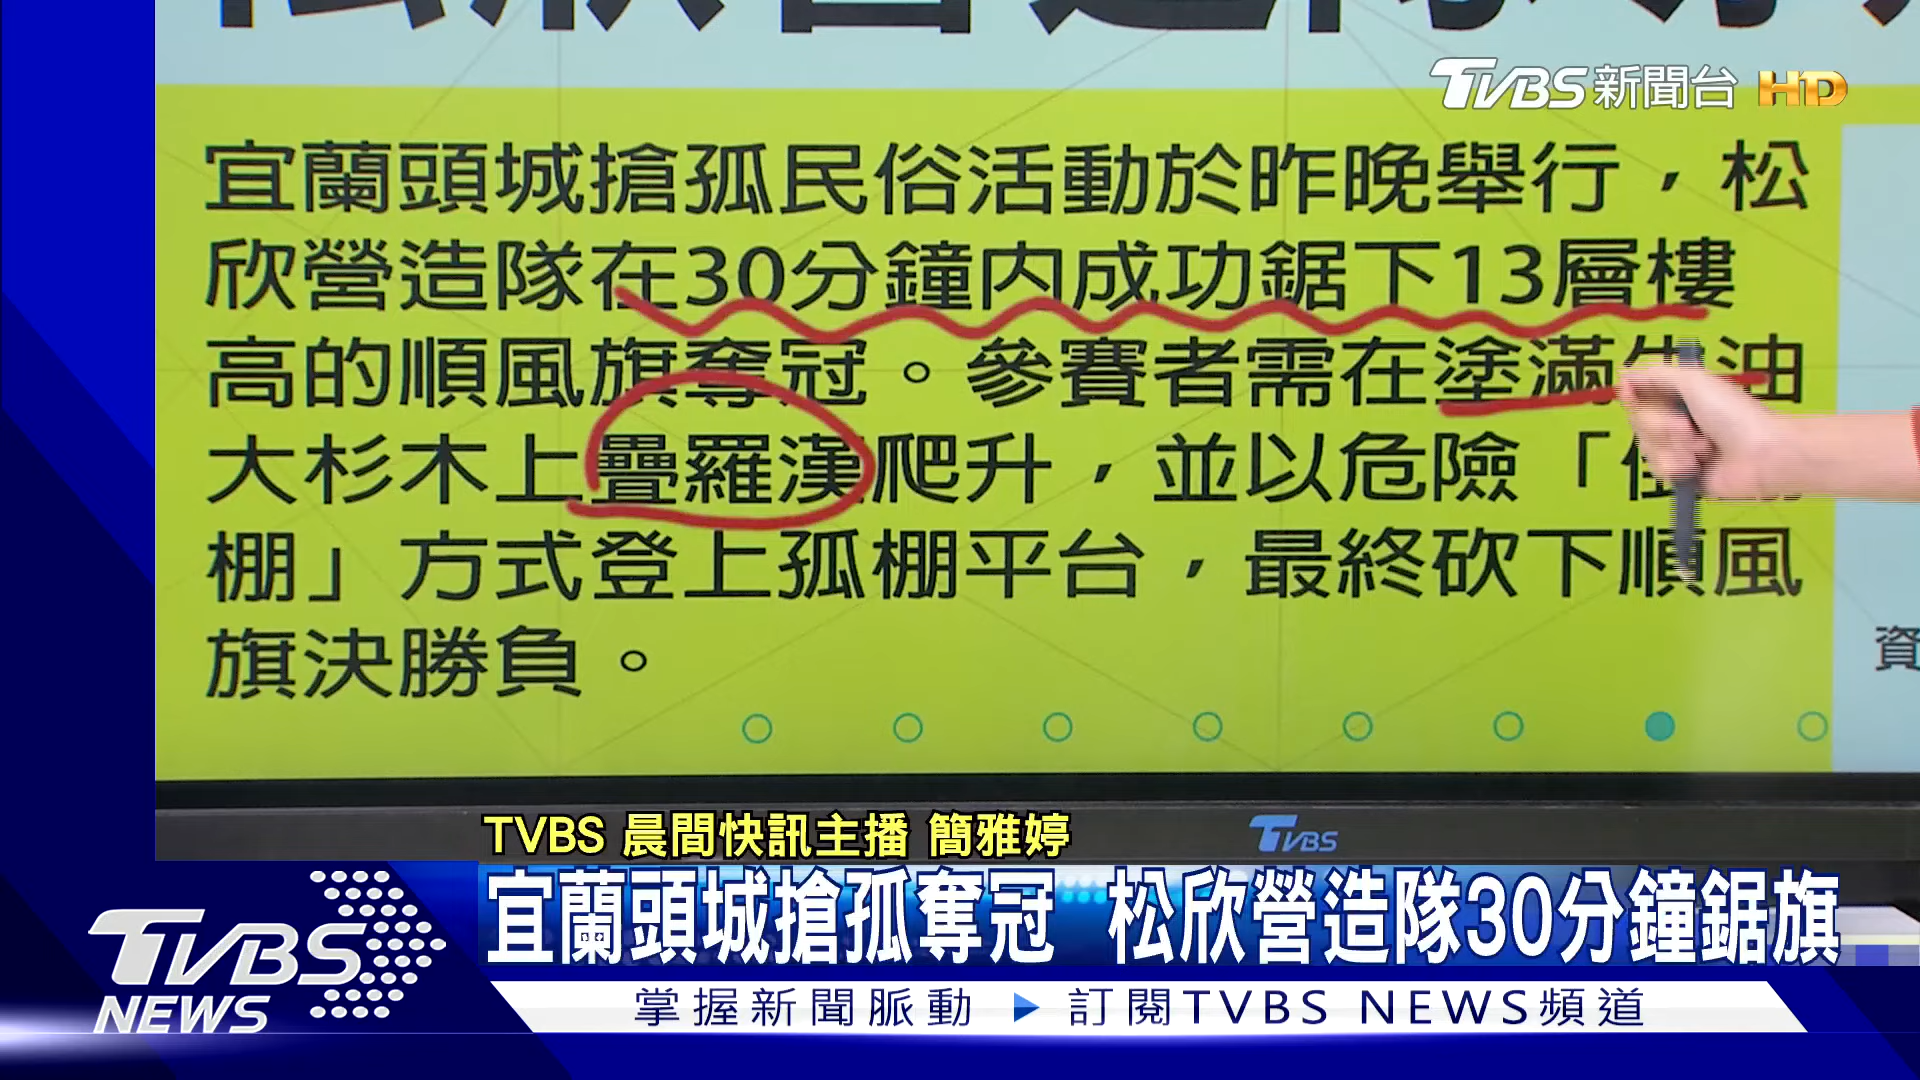 TVBS新聞台 HD
宜蘭頭城搶孤民俗活動於昨晚舉行，松
欣營造隊在30分鐘內成功鋸下13層樓
高的順風旗奪冠。參賽者需在塗滿牛油
大杉木上疊羅漢爬升，並以危險「倒
棚」方式登上孤棚平台，最終砍下順風
旗決勝負。
資
TVBS
TVBS 晨間快訊主播 簡雅婷
宜蘭頭城搶孤奪冠 松欣營造隊30分鐘鋸旗
TVBS NEWS
掌握新聞脈動 ▶ 訂閱TVBS NEWS頻道